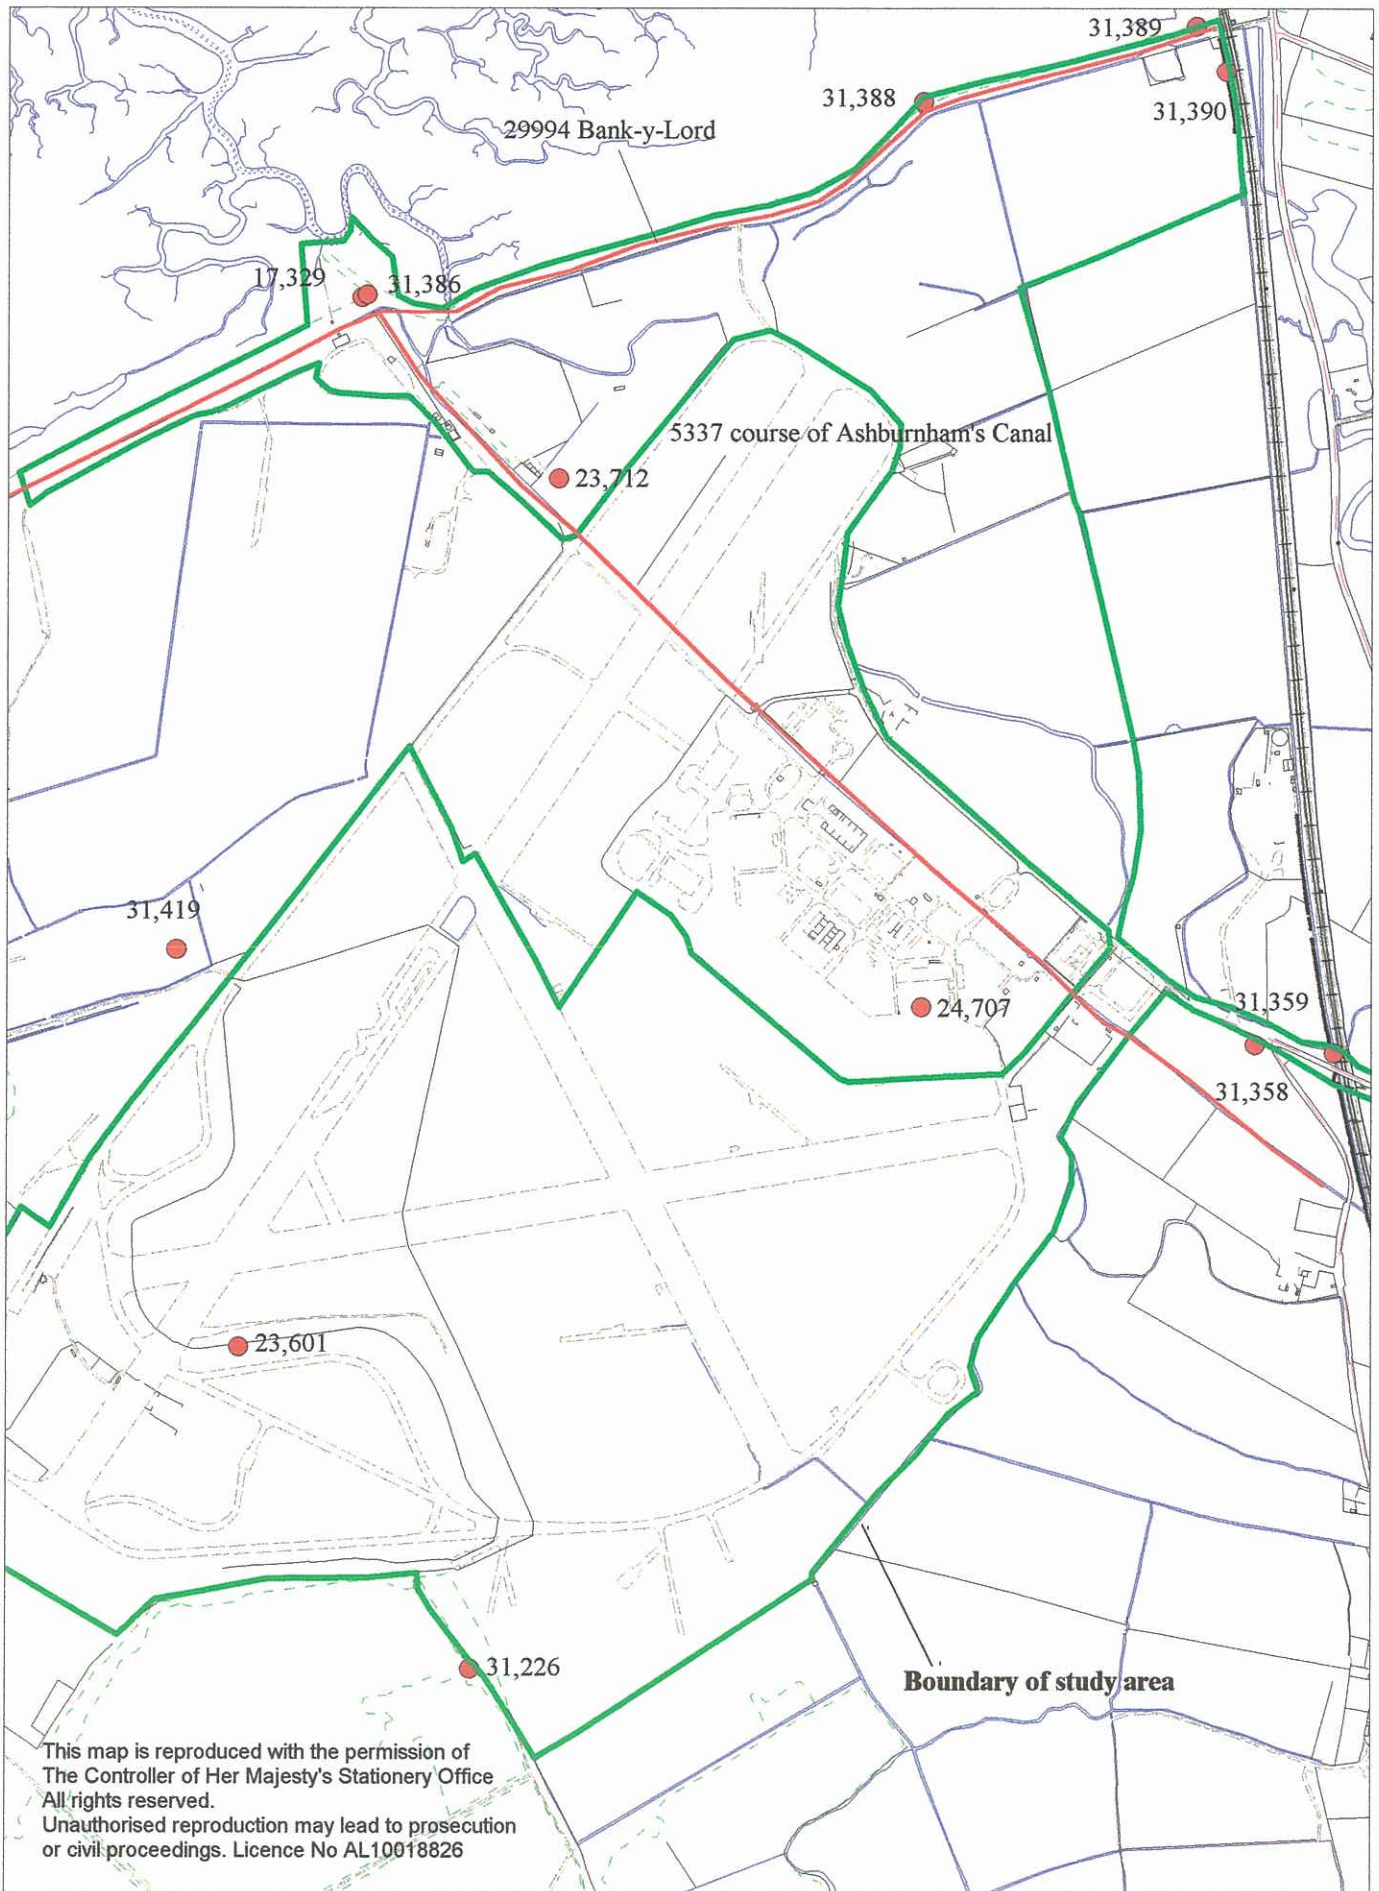 31,389
31,388
31,390
29994 Bank-y-Lord
17,329
31,386
5337 course of Ashburnham's Canal
23,712
31,419
24,707
31,359
31,358
23,601
31,226
Boundary of study area
This map is reproduced with the permission of
The Controller of Her Majesty's Stationery Office
All rights reserved.
Unauthorised reproduction may lead to prosecution
or civil proceedings. Licence No AL10018826